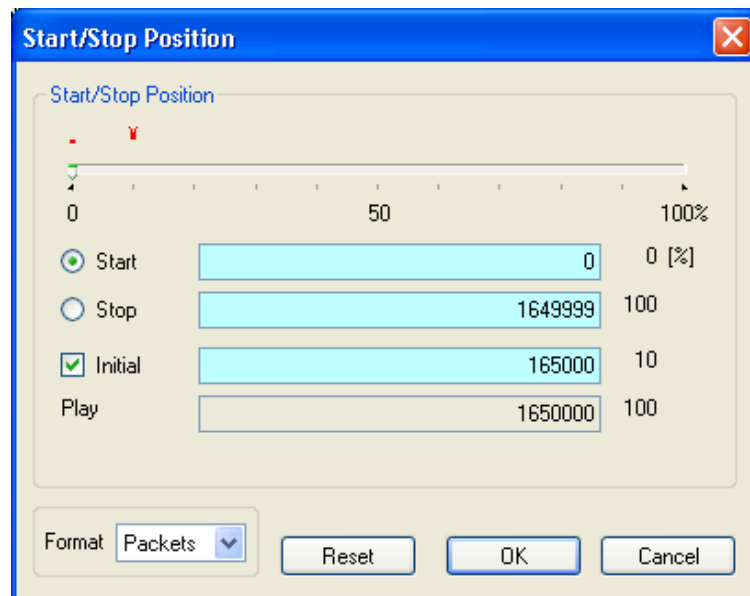 Start/Stop Position
Start/Stop Position
0 50 100%
Start 0 0 [%]
Stop 1649999 100
Initial 165000 10
Play 1650000 100
Format Packets Reset OK Cancel